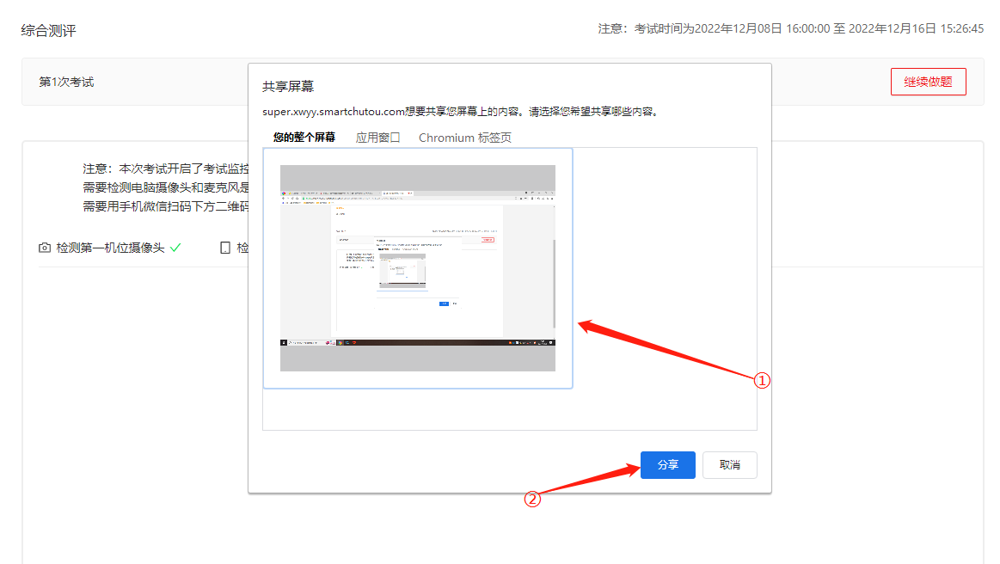 综合测评
注意：考试时间为2022年12月08日 16:00:00 至 2022年12月16日 15:26:45
第1次考试
继续做题
共享屏幕
super.xwyy.smartchutou.com想要共享您屏幕上的内容。请选择您希望共享哪些内容。
您的整个屏幕 应用窗口 Chromium 标签页
注意：本次考试开启了考试监控
需要检测电脑摄像头和麦克风是
需要用手机微信扫码下方二维码
检测第一机位摄像头 检
①
分享 取消
②